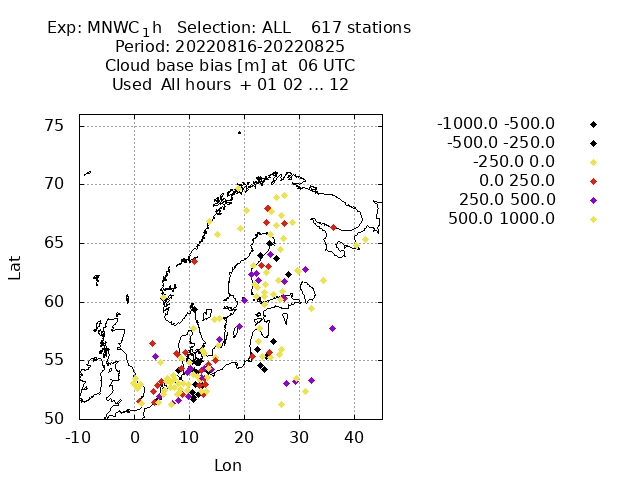 Exp: MNWC_1h   Selection: ALL    617 stations
Period: 20220816-20220825
Cloud base bias [m] at  06 UTC
Used  All hours  + 01 02 ... 12
-1000.0 -500.0
-500.0 -250.0
-250.0 0.0
0.0 250.0
250.0 500.0
500.0 1000.0
75
70
65
60
55
50
Lat
-10 0 10 20 30 40
Lon